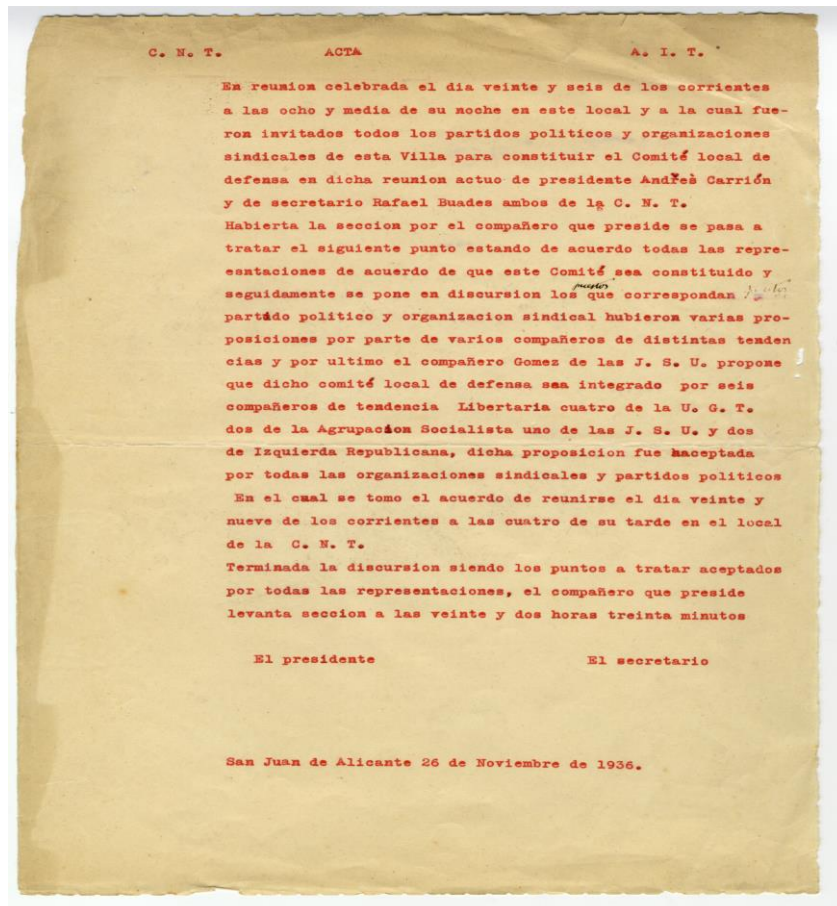 C. N. T. ACTA A. I. T.
En reunion celebrada el dia veinte y seis de los corrientes
a las ocho y media de su noche en este local y a la cual fue-
ron invitados todos los partidos politicos y organizaciones
sindicales de esta Villa para constituir el Comité local de
defensa en dicha reunion actuo de presidente Andrès Carrión
y de secretario Rafael Buades ambos de la C. N. T.
Habierta la seccion por el compañero que preside se pasa a
tratar el siguiente punto estando de acuerdo todas las repre-
esntaciones de acuerdo de que este Comité sea constituido y
puestos
seguidamente se pone en discursion los que correspondan
partido politico y organizacion sindical hubieron varias pro-
posiciones por parte de varios compañeros de distintas tenden
cias y por ultimo el compañero Gomez de las J. S. U. propone
que dicho comité local de defensa sea integrado por seis
compañeros de tendencia Libertaria cuatro de la U. G. T.
dos de la Agrupacion Socialista uno de las J. S. U. y dos
de Izquierda Republicana, dicha proposicion fue haceptada
por todas las organizaciones sindicales y partidos politicos
En el cual se tomo el acuerdo de reunirse el dia veinte y
nueve de los corrientes a las cuatro de su tarde en el local
de la C. N. T.
Terminada la discursion siendo los puntos a tratar aceptados
por todas las representaciones, el compañero que preside
levanta seccion a las veinte y dos horas treinta minutos
El presidente El secretario
San Juan de Alicante 26 de Noviembre de 1936.